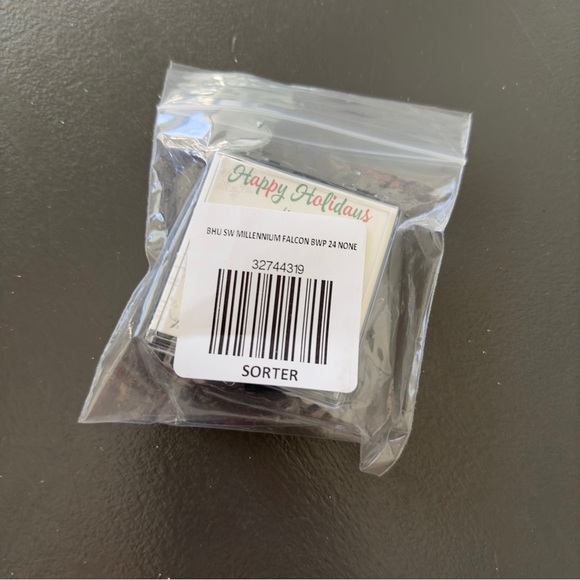 Happy Holidays
BHU SW MILLENNIUM FALCON BWP 24 NONE
32744319
SORTER